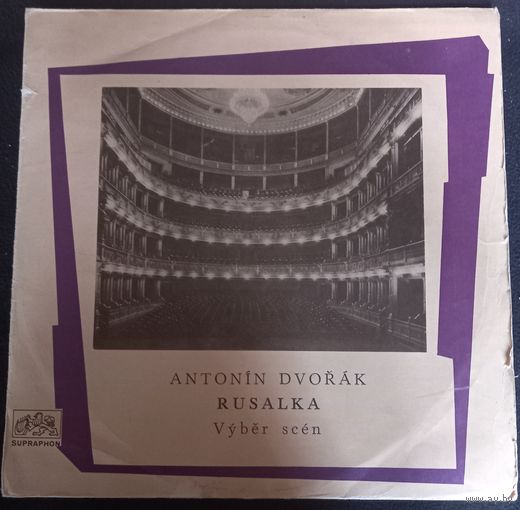 ANTONÍN DVOŘÁK
RUSALKA
Výběr scén
SUPRAPHON